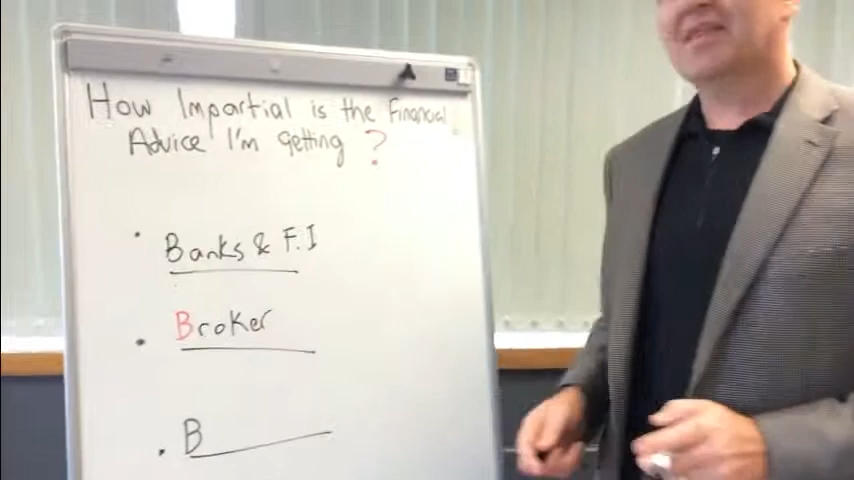 How Impartial is the Financial
Advice I'm getting ?
• Banks & F.I
• Broker
• B